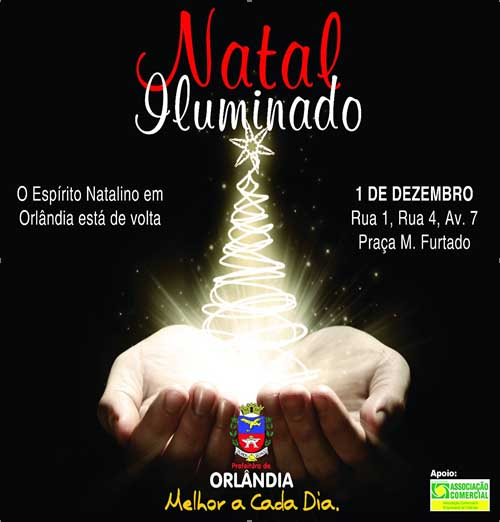 Natal
Iluminado
O Espírito Natalino em
Orlândia está de volta
1 DE DEZEMBRO
Rua 1, Rua 4, Av. 7
Praça M. Furtado
Prefeitura de
ORLÂNDIA
Melhor a Cada Dia.
Apoio:
ASSOCIAÇÃO
COMERCIAL